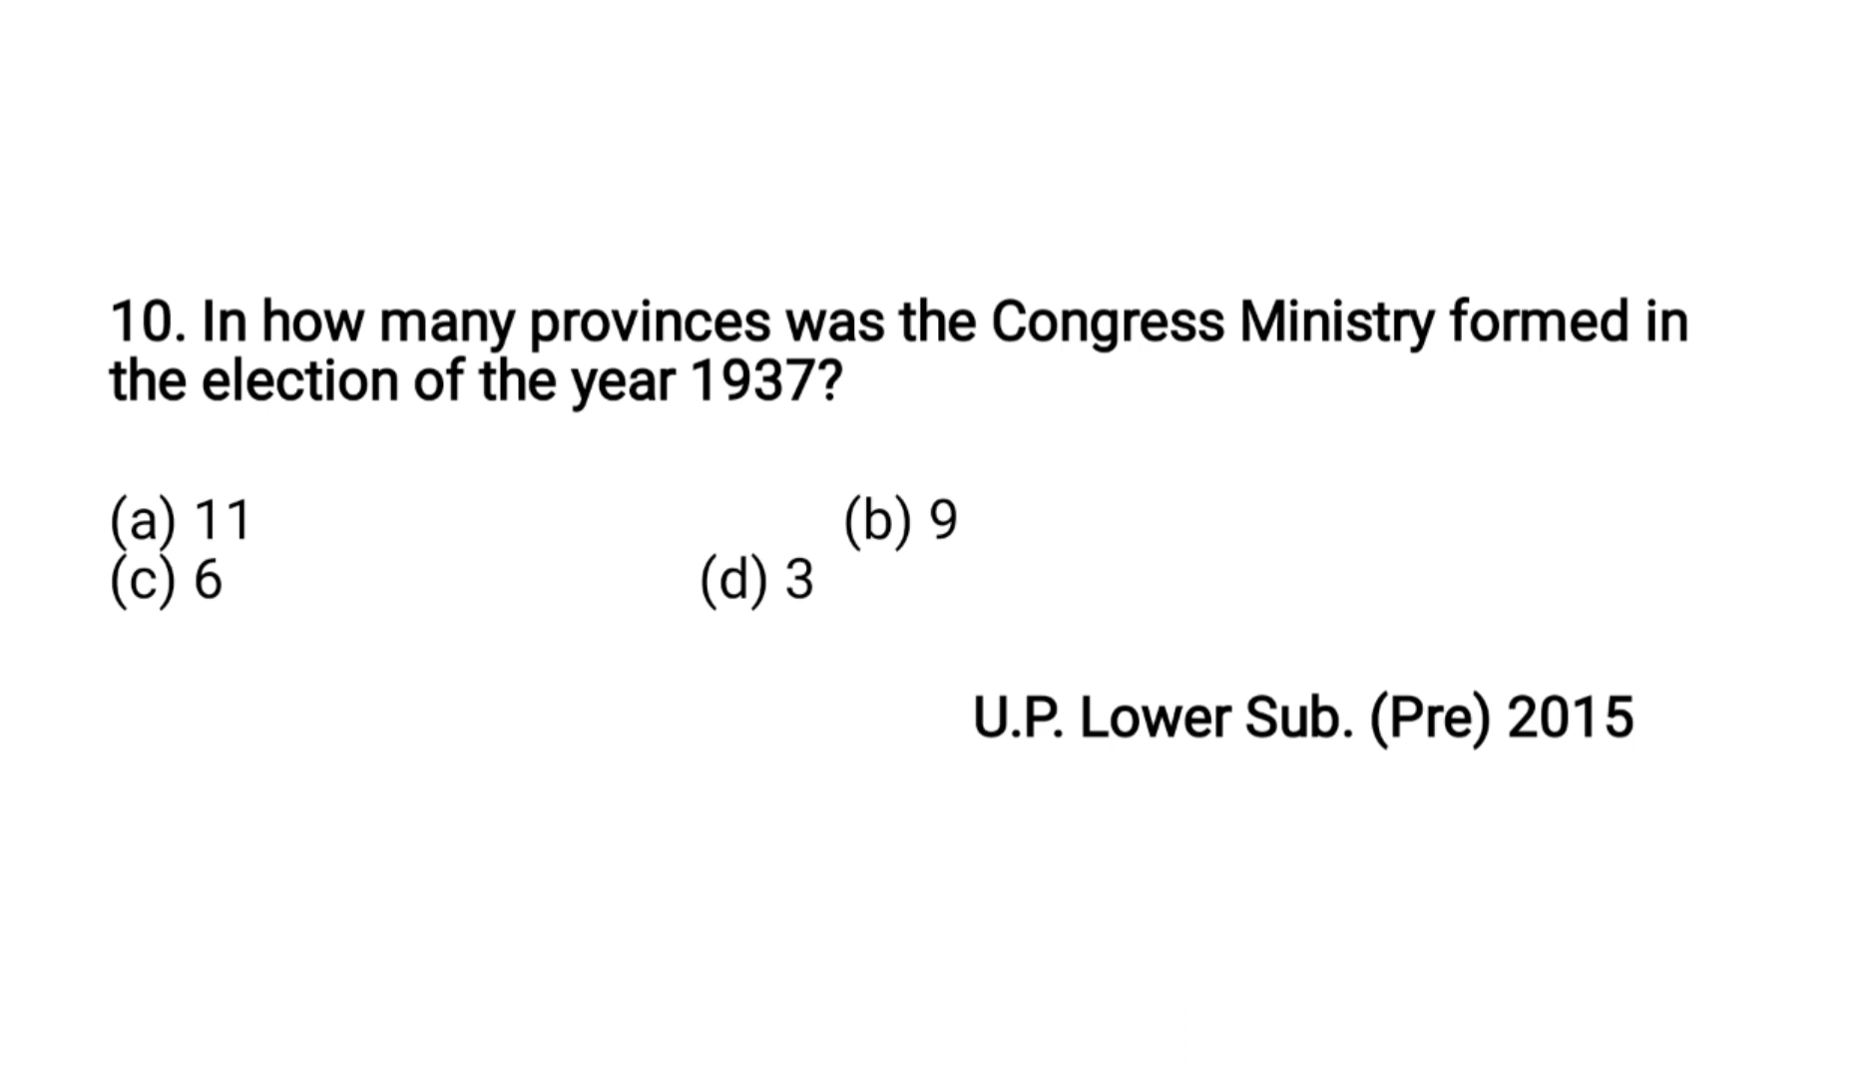 10. In how many provinces was the Congress Ministry formed in
the election of the year 1937?
(a) 11 (b) 9
(c) 6 (d) 3
U.P. Lower Sub. (Pre) 2015